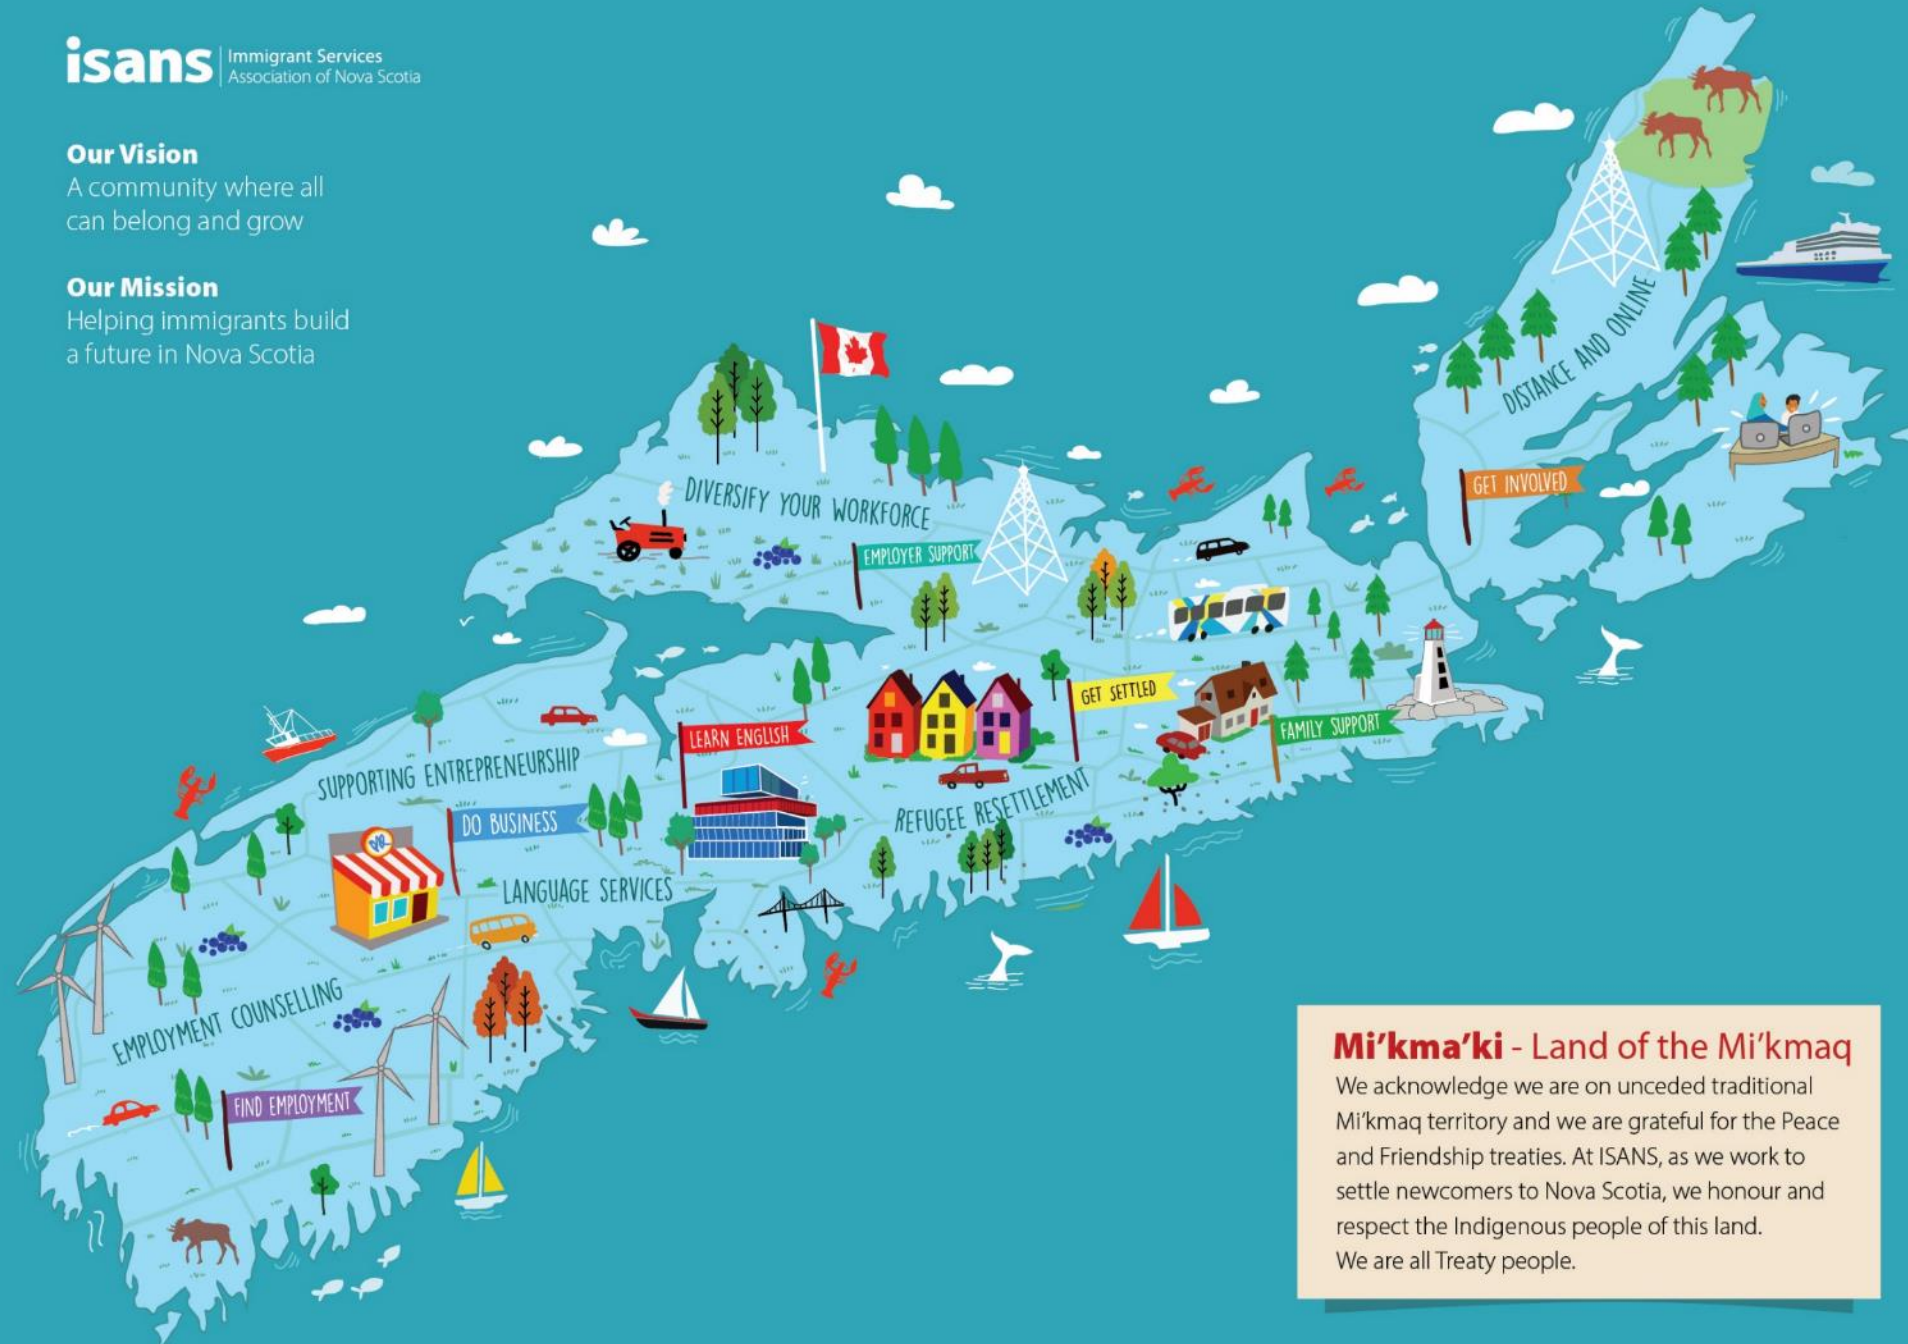 isans
Immigrant Services
Association of Nova Scotia
Our Vision
A community where all
can belong and grow
Our Mission
Helping immigrants build
a future in Nova Scotia
DISTANCE AND ONLINE
GET INVOLVED
DIVERSIFY YOUR WORKFORCE
EMPLOYER SUPPORT
GET SETTLED
FAMILY SUPPORT
LEARN ENGLISH
SUPPORTING ENTREPRENEURSHIP
REFUGEE RESETTLEMENT
DO BUSINESS
LANGUAGE SERVICES
EMPLOYMENT COUNSELLING
FIND EMPLOYMENT
Mi'kma'ki - Land of the Mi'kmaq
We acknowledge we are on unceded traditional
Mi'kmaq territory and we are grateful for the Peace
and Friendship treaties. At ISANS, as we work to
settle newcomers to Nova Scotia, we honour and
respect the Indigenous people of this land.
We are all Treaty people.